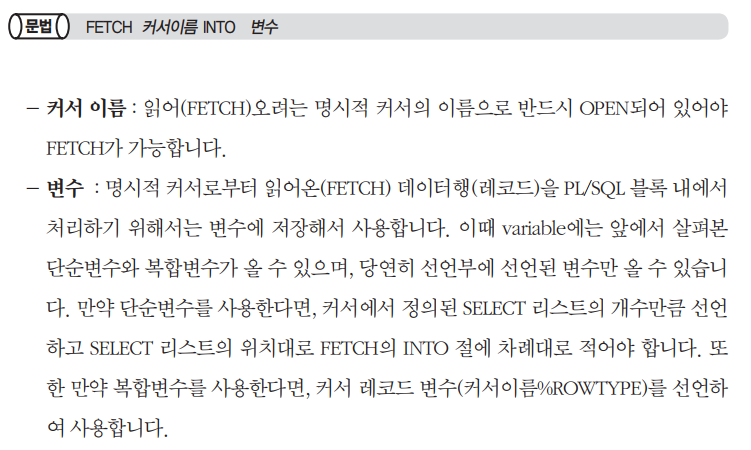 문법 FETCH 커서이름 INTO 변수
– 커서 이름 : 읽어(FETCH)오려는 명시적 커서의 이름으로 반드시 OPEN되어 있어야
FETCH가 가능합니다.
– 변수 : 명시적 커서로부터 읽어온(FETCH) 데이터행(레코드)을 PL/SQL 블록 내에서
처리하기 위해서는 변수에 저장해서 사용합니다. 이때 variable에는 앞에서 살펴본
단순변수와 복합변수가 올 수 있으며, 당연히 선언부에 선언된 변수만 올 수 있습니
다. 만약 단순변수를 사용한다면, 커서에서 정의된 SELECT 리스트의 개수만큼 선언
하고 SELECT 리스트의 위치대로 FETCH의 INTO 절에 차례대로 적어야 합니다. 또
한 만약 복합변수를 사용한다면, 커서 레코드 변수(커서이름%ROWTYPE)를 선언하
여 사용합니다.